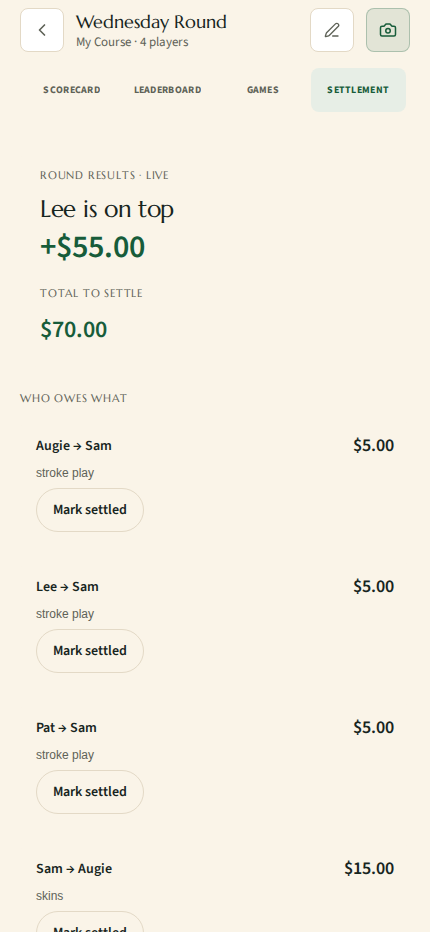 Wednesday Round
My Course · 4 players
SCORECARD
LEADERBOARD
GAMES
SETTLEMENT
ROUND RESULTS · LIVE
Lee is on top
+$55.00
TOTAL TO SETTLE
$70.00
WHO OWES WHAT
Augie → Sam
$5.00
stroke play
Mark settled
Lee → Sam
$5.00
stroke play
Mark settled
Pat → Sam
$5.00
stroke play
Mark settled
Sam → Augie
$15.00
skins
Mark settled